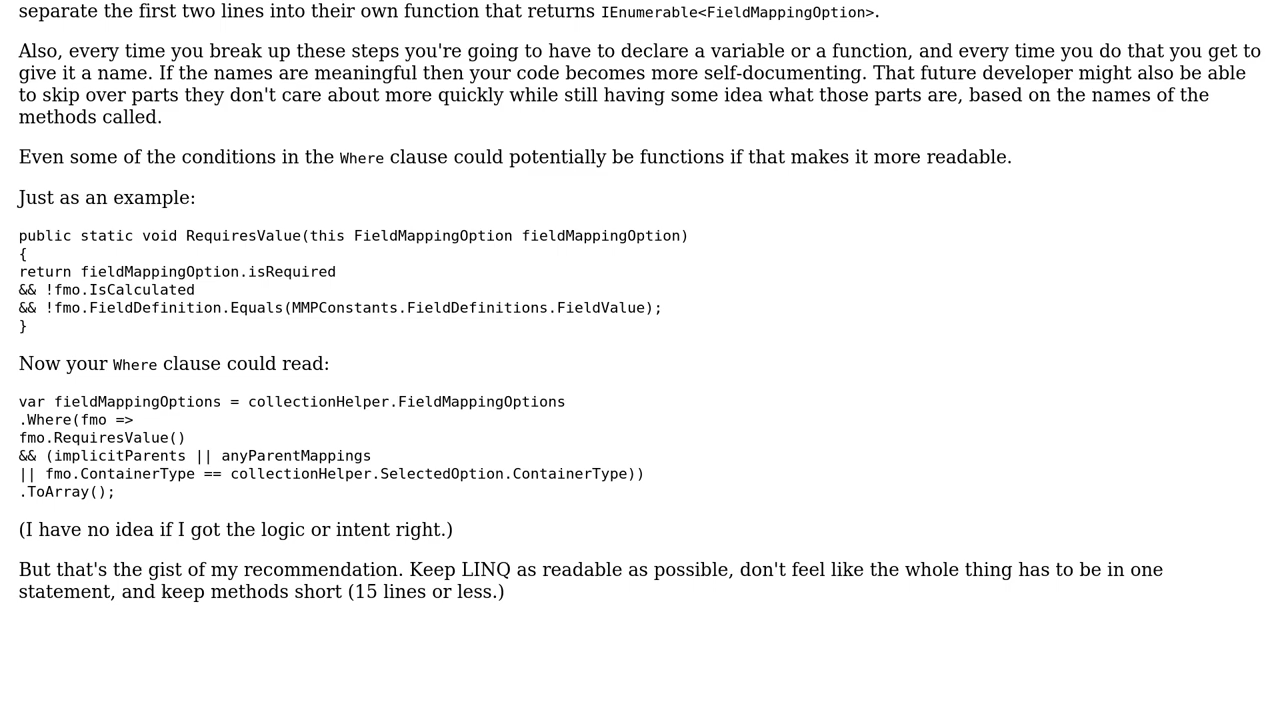 separate the first two lines into their own function that returns IEnumerable<FieldMappingOption>.
Also, every time you break up these steps you're going to have to declare a variable or a function, and every time you do that you get to
give it a name. If the names are meaningful then your code becomes more self-documenting. That future developer might also be able
to skip over parts they don't care about more quickly while still having some idea what those parts are, based on the names of the
methods called.
Even some of the conditions in the Where clause could potentially be functions if that makes it more readable.
Just as an example:
public static void RequiresValue(this FieldMappingOption fieldMappingOption)
{
return fieldMappingOption.isRequired
&& !fmo.IsCalculated
&& !fmo.FieldDefinition.Equals(MMPConstants.FieldDefinitions.FieldValue);
}
Now your Where clause could read:
var fieldMappingOptions = collectionHelper.FieldMappingOptions
.Where(fmo =>
fmo.RequiresValue()
&& (implicitParents || anyParentMappings
|| fmo.ContainerType == collectionHelper.SelectedOption.ContainerType))
.ToArray();
(I have no idea if I got the logic or intent right.)
But that's the gist of my recommendation. Keep LINQ as readable as possible, don't feel like the whole thing has to be in one
statement, and keep methods short (15 lines or less.)